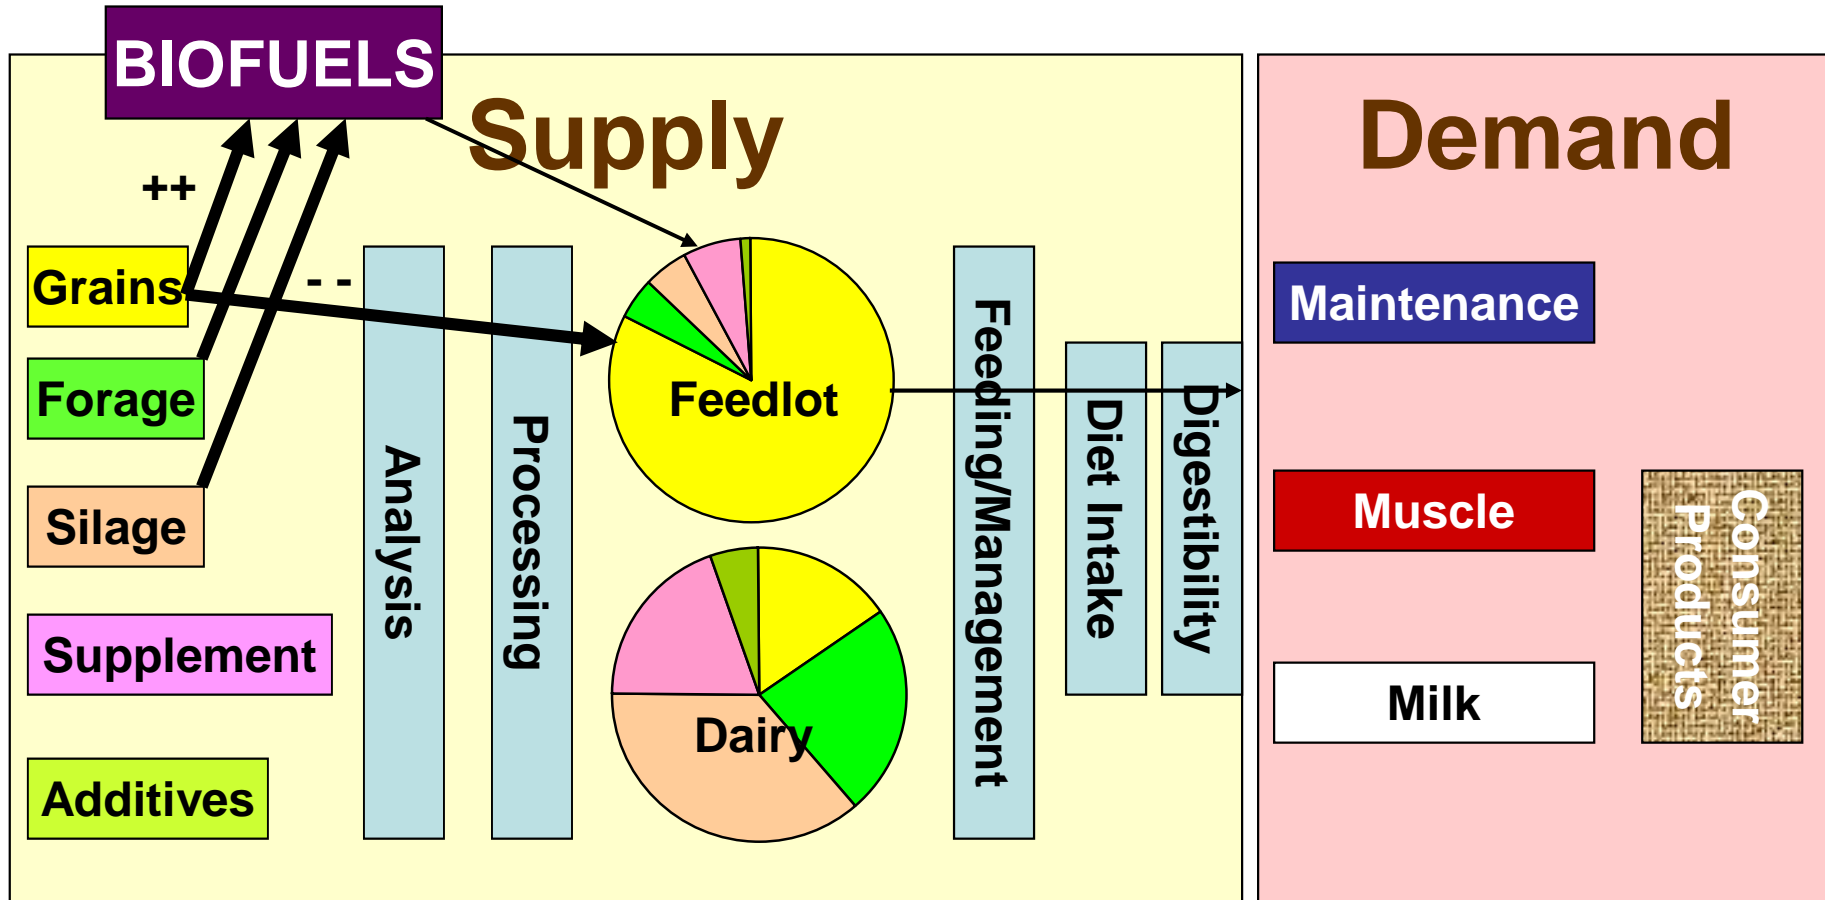 BIOFUELS
Supply
Demand
++
- -
Grains
Forage
Silage
Supplement
Additives
Analysis
Processing
Feedlot
Dairy
Feeding/Management
Diet Intake
Digestibility
Maintenance
Muscle
Milk
Consumer
Products